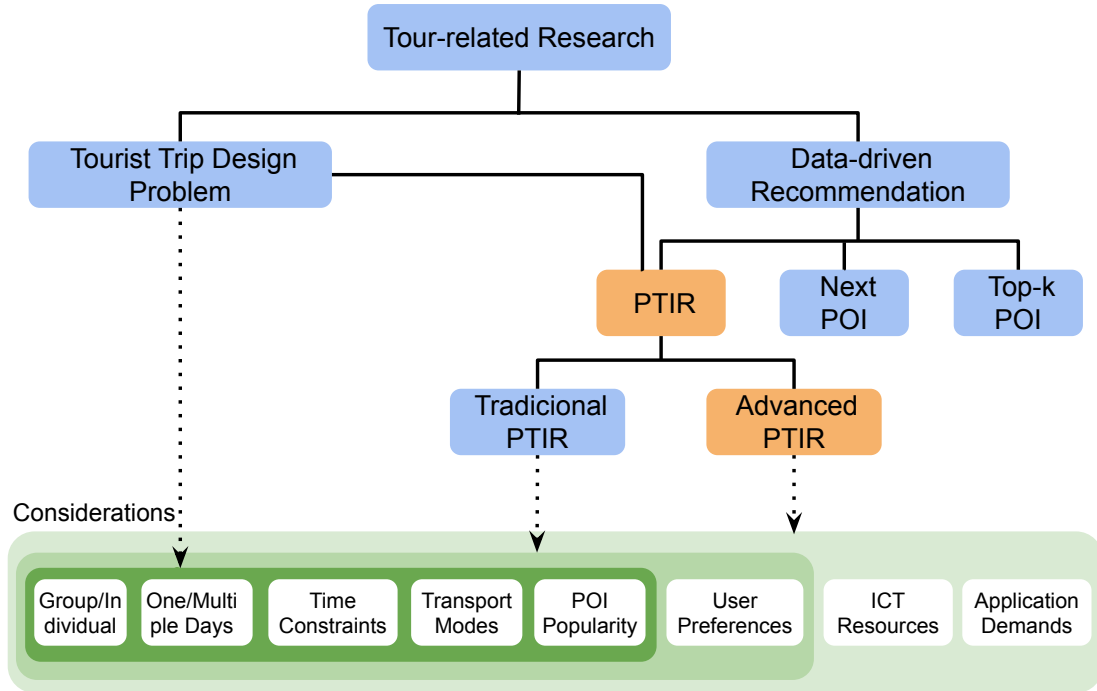 Tour-related Research
Tourist Trip Design
Problem
Data-driven
Recommendation
PTIR
Next
POI
Top-k
POI
Tradicional
PTIR
Advanced
PTIR
Considerations
Group/In
dividual
One/Multi
ple Days
Time
Constraints
Transport
Modes
POI
Popularity
User
Preferences
ICT
Resources
Application
Demands